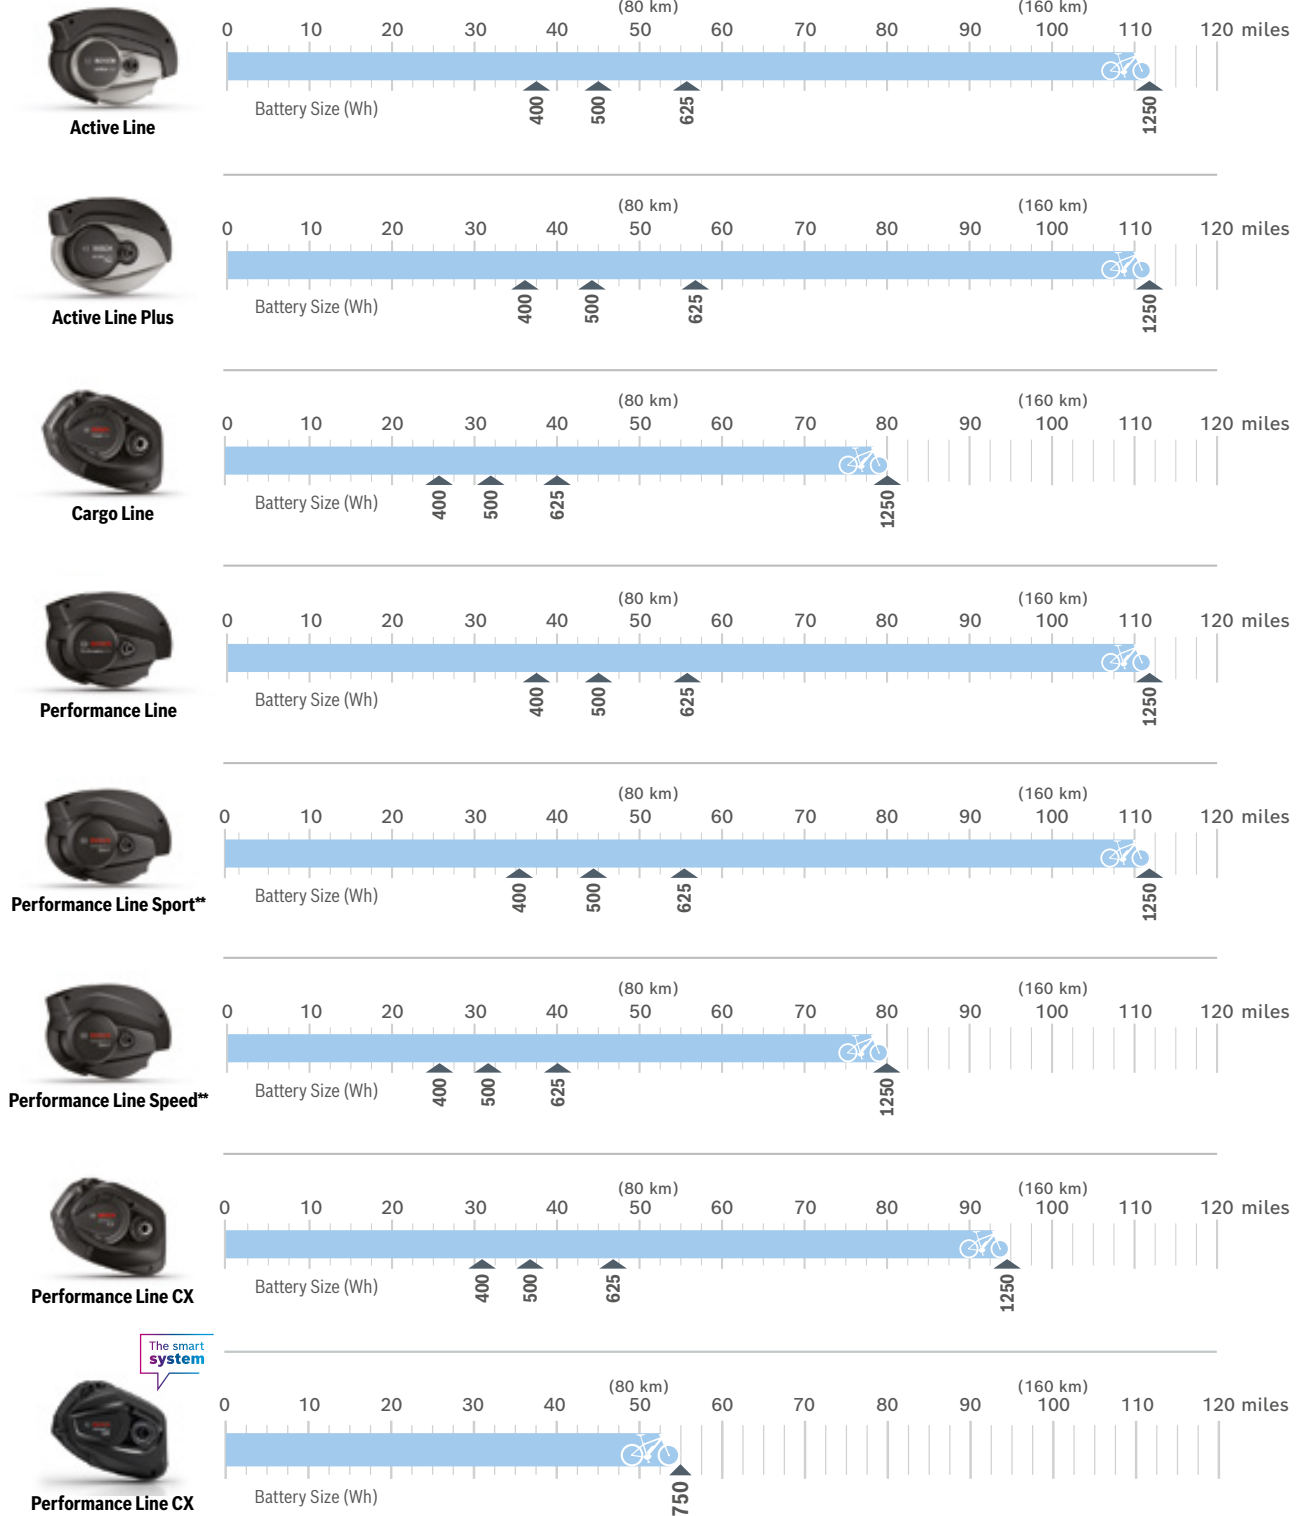 (80 km) (160 km)
0 10 20 30 40 50 60 70 80 90 100 110 120 miles
Battery Size (Wh) 400 500 625 1250
Active Line
(80 km) (160 km)
0 10 20 30 40 50 60 70 80 90 100 110 120 miles
Battery Size (Wh) 400 500 625 1250
Active Line Plus
(80 km) (160 km)
0 10 20 30 40 50 60 70 80 90 100 110 120 miles
Battery Size (Wh) 400 500 625 1250
Cargo Line
(80 km) (160 km)
0 10 20 30 40 50 60 70 80 90 100 110 120 miles
Battery Size (Wh) 400 500 625 1250
Performance Line
(80 km) (160 km)
0 10 20 30 40 50 60 70 80 90 100 110 120 miles
Battery Size (Wh) 400 500 625 1250
Performance Line Sport**
(80 km) (160 km)
0 10 20 30 40 50 60 70 80 90 100 110 120 miles
Battery Size (Wh) 400 500 625 1250
Performance Line Speed**
(80 km) (160 km)
0 10 20 30 40 50 60 70 80 90 100 110 120 miles
Battery Size (Wh) 400 500 625 1250
Performance Line CX
The smart
system
(80 km) (160 km)
0 10 20 30 40 50 60 70 80 90 100 110 120 miles
Battery Size (Wh) 750
Performance Line CX